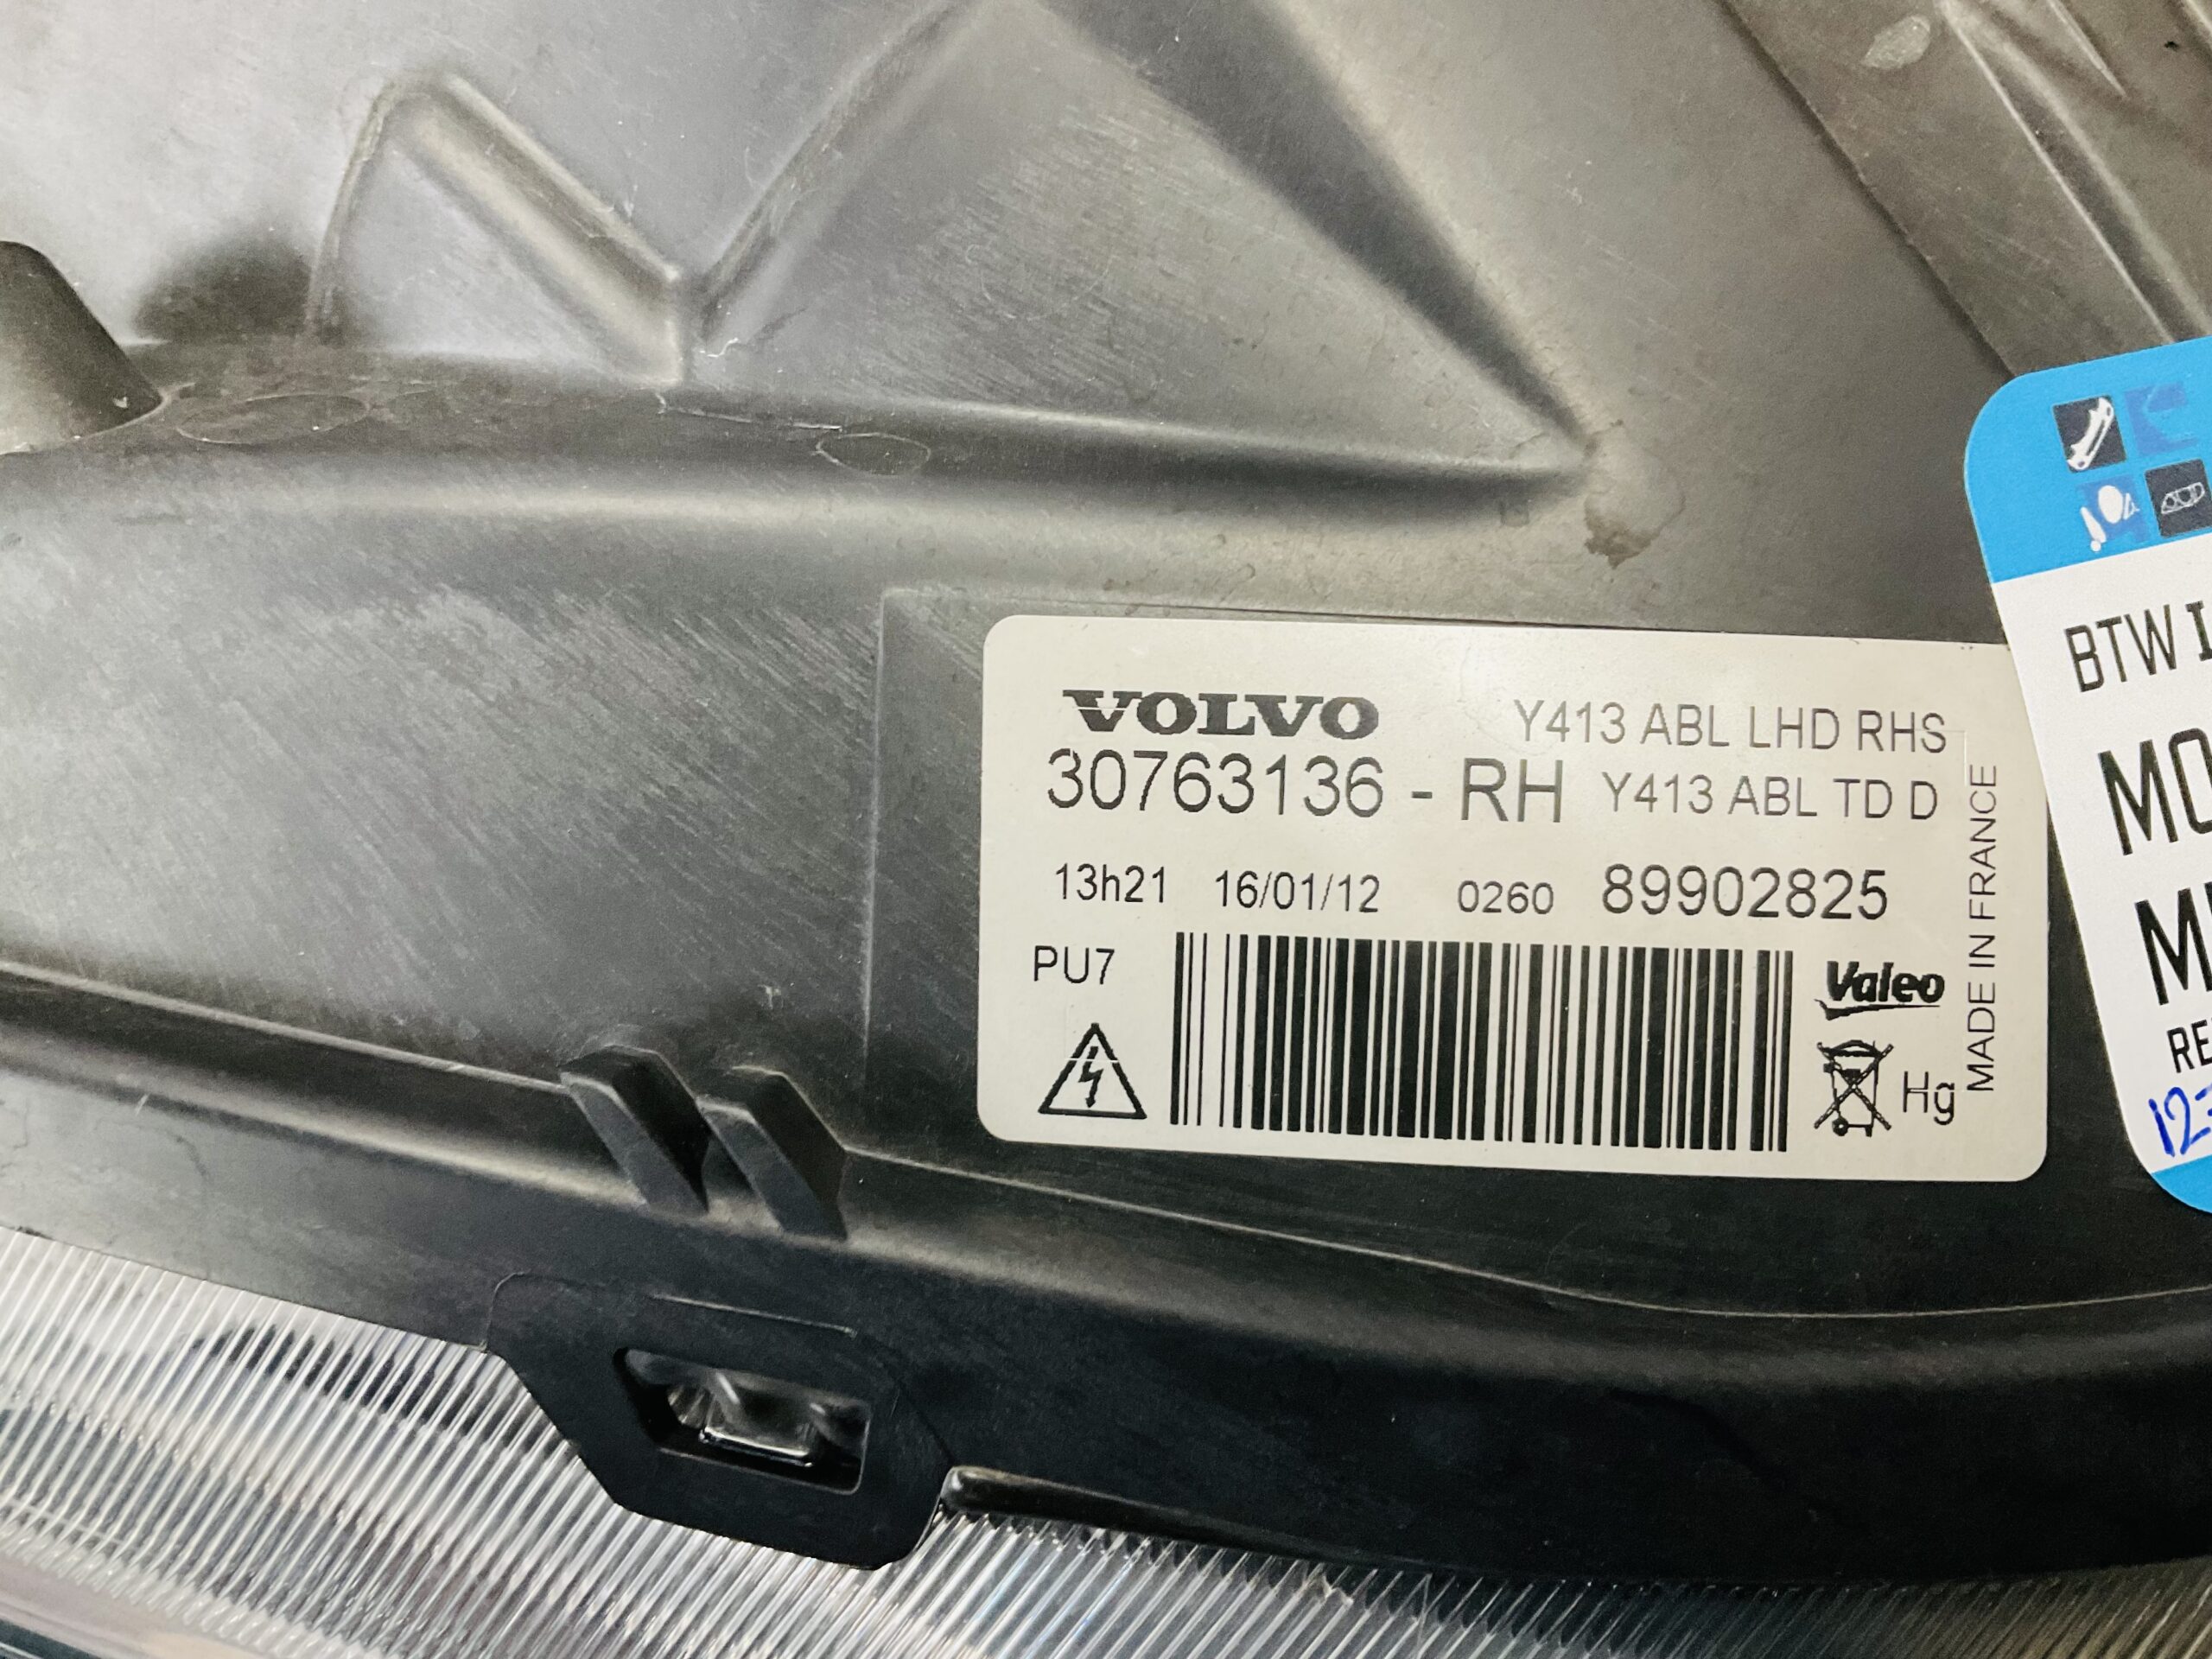 VOLVO Y413 ABL LHD RHS
30763136 - RH Y413 ABL TD D
13h21 16/01/12 0260 89902825
PU7
Valeo
Hg
MADE IN FRANCE
BTW